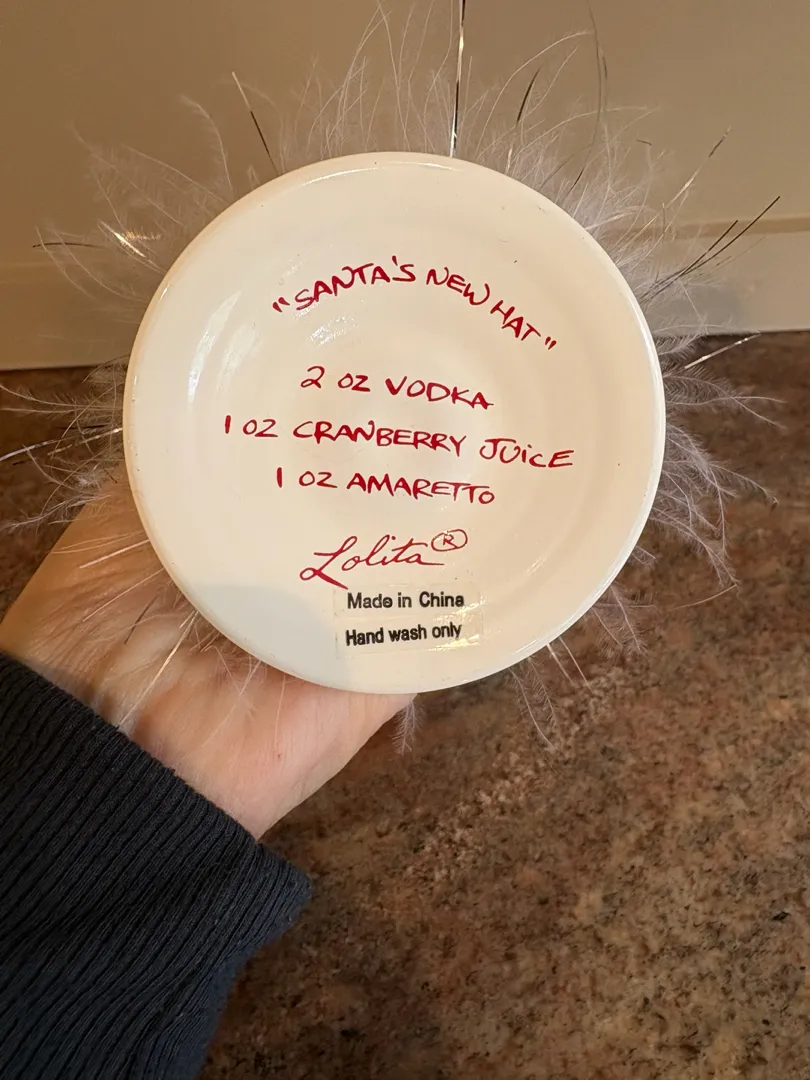 "SANTA'S NEW HAT"
2 OZ VODKA
1 OZ CRANBERRY JUiCE
1 OZ AMARETTO
Lolita®
Made in China
Hand wash only